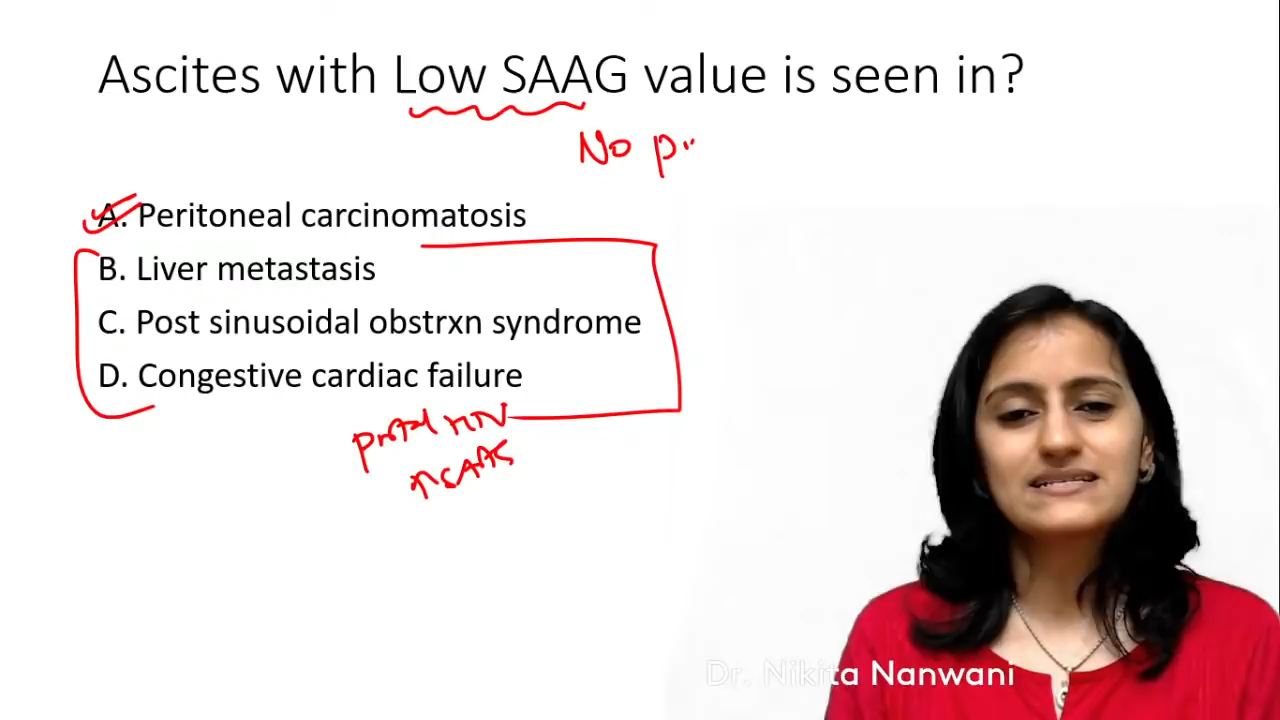 Ascites with Low SAAG value is seen in?
No p..
A. Peritoneal carcinomatosis
B. Liver metastasis
C. Post sinusoidal obstrxn syndrome
D. Congestive cardiac failure
portal HTN
↑SAAG
Dr. Nikita Nanwani